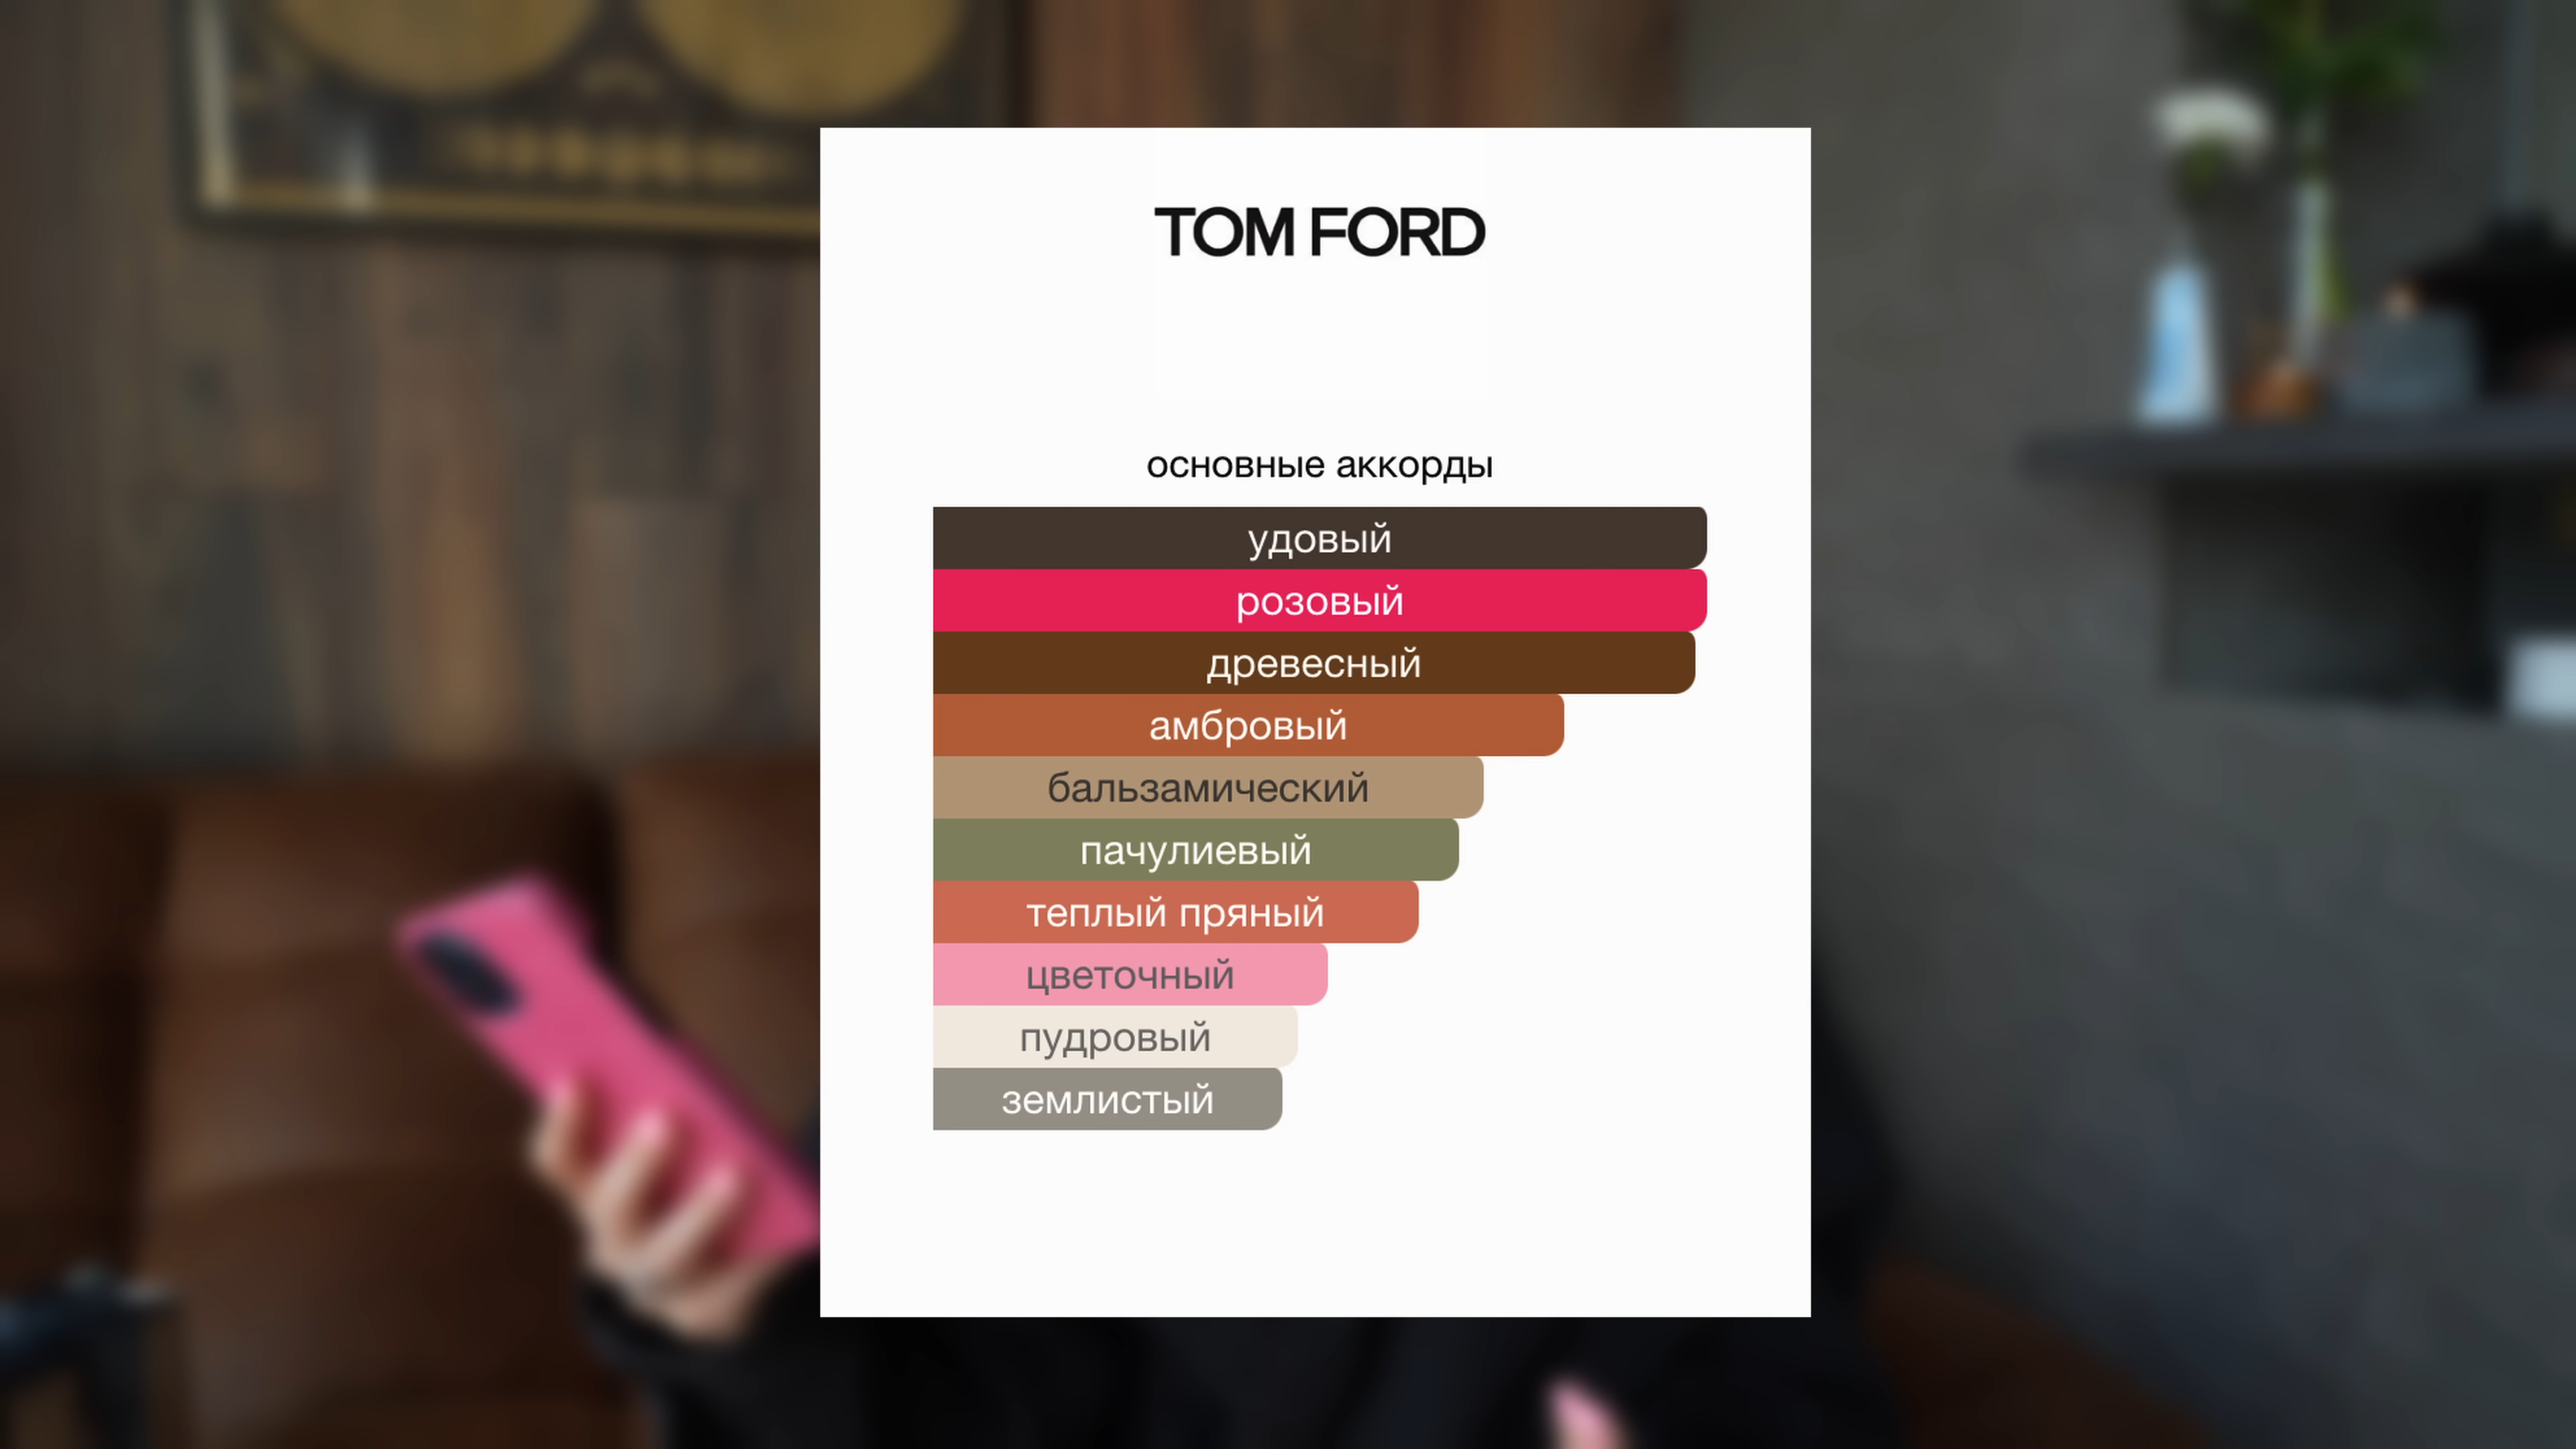 TOM FORD
основные аккорды
удовый
розовый
древесный
амбровый
бальзамический
пачулиевый
теплый пряный
цветочный
пудровый
землистый